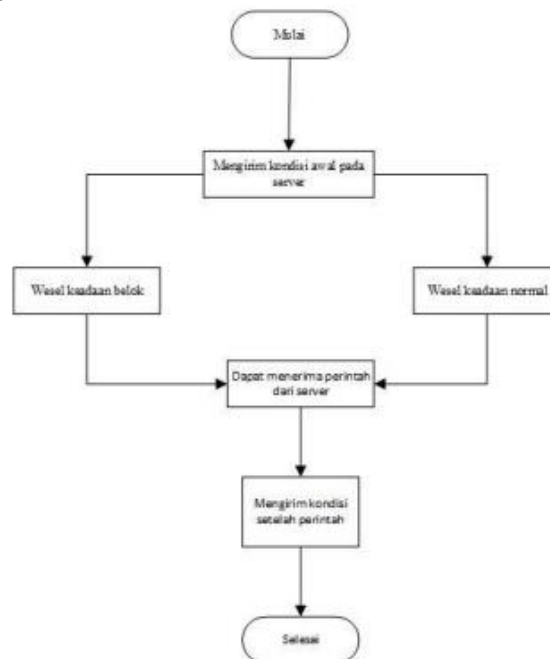 Mulai
Mengirim kondisi awal pada
server
Wesel keadaan belok
Wesel keadaan normal
Dapat menerima perintah
dari server
Mengirim kondisi
setelah perintah
Selesai